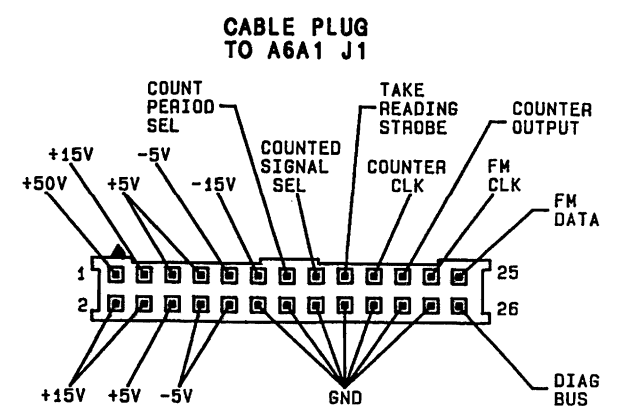 CABLE PLUG
TO A6A1 J1
COUNT
PERIOD
SEL
TAKE
READING
STROBE
COUNTER
OUTPUT
+15V
-5V
COUNTED
SIGNAL
SEL
COUNTER
CLK
FM
CLK
+50V
+5V
-15V
FM
DATA
1
25
2
26
+15V
+5V
-5V
GND
DIAG
BUS